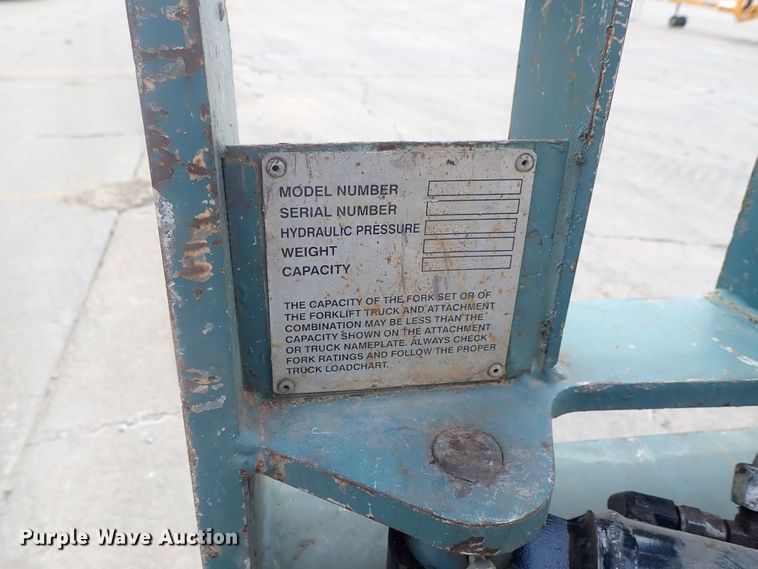 MODEL NUMBER
SERIAL NUMBER
HYDRAULIC PRESSURE
WEIGHT
CAPACITY
THE CAPACITY OF THE FORK SET OR OF
THE FORKLIFT TRUCK AND ATTACHMENT
COMBINATION MAY BE LESS THAN THE
CAPACITY SHOWN ON THE ATTACHMENT
OR TRUCK NAMEPLATE. ALWAYS CHECK
FORK RATINGS AND FOLLOW THE PROPER
TRUCK LOADCHART.
Purple Wave Auction